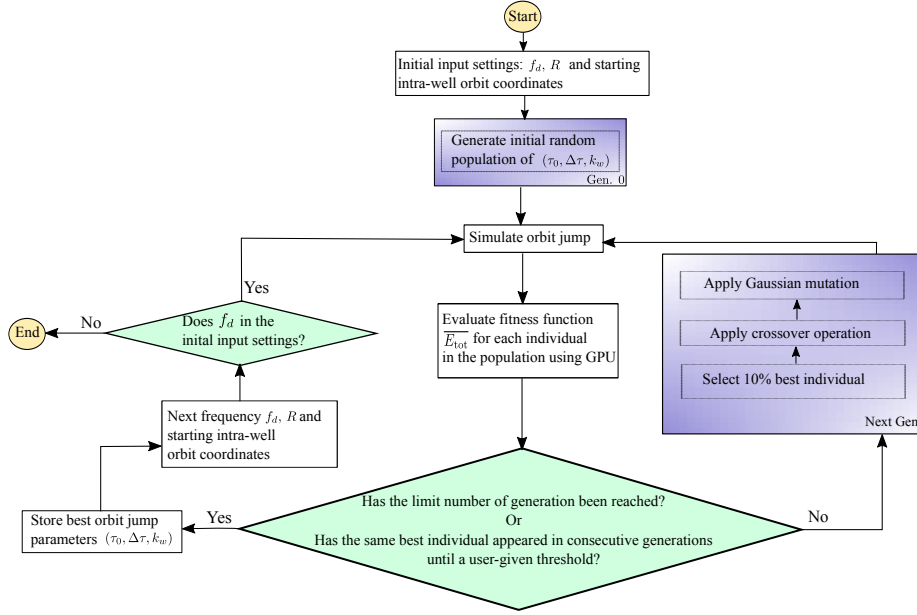 Start
Initial input settings: f_d, R and starting
intra-well orbit coordinates
Generate initial random
population of (τ_0, Δτ, k_w)
Gen. 0
Simulate orbit jump
Evaluate fitness function
\overline{E_{tot}} for each individual
in the population using GPU
Has the limit number of generation been reached?
Or
Has the same best individual appeared in consecutive generations
until a user-given threshold?
No
Next Gen.
Select 10% best individual
Apply crossover operation
Apply Gaussian mutation
Yes
Store best orbit jump
parameters (τ_0, Δτ, k_w)
Next frequency f_d, R and
starting intra-well
orbit coordinates
Does f_d in the
inital input settings?
Yes
No
End